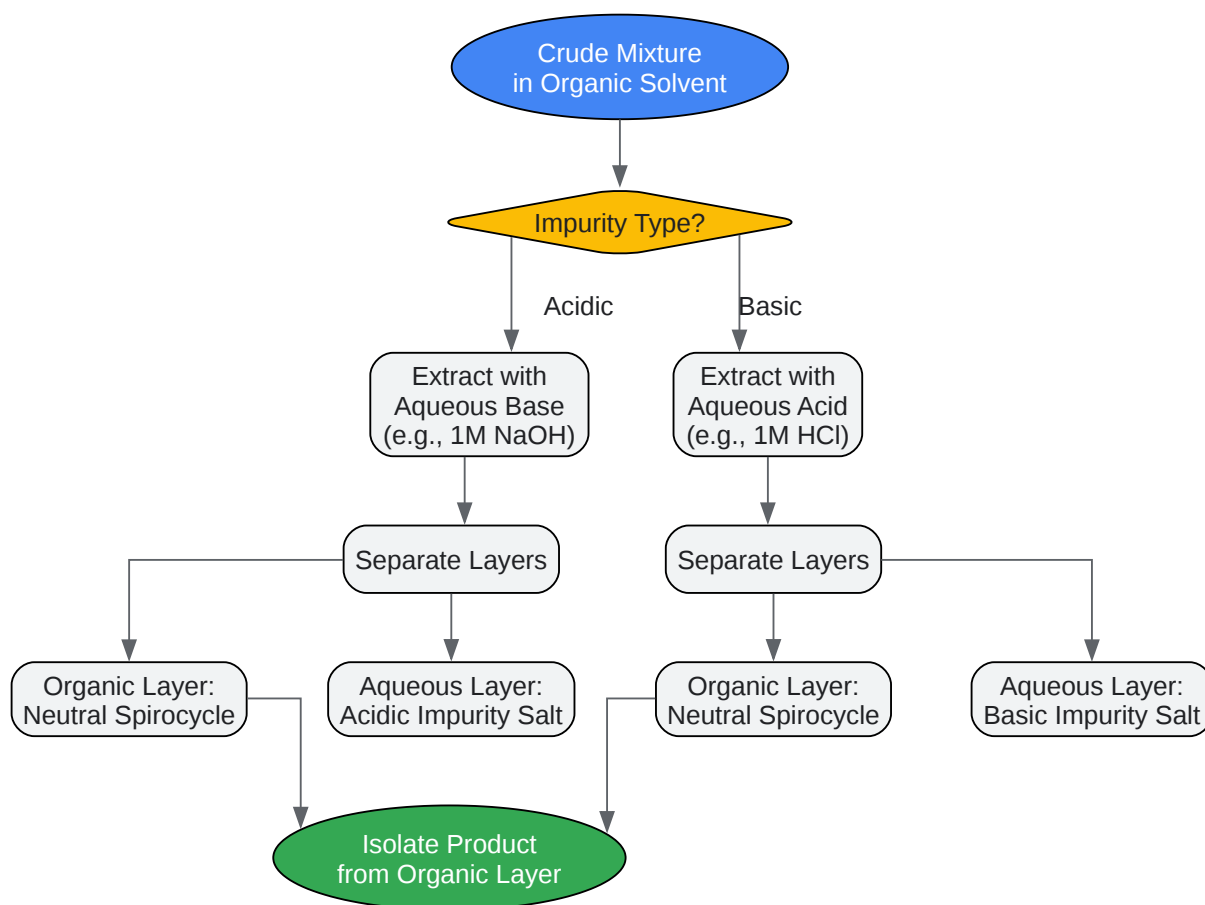 Crude Mixture
in Organic Solvent
Impurity Type?
Acidic
Basic
Extract with
Aqueous Base
(e.g., 1M NaOH)
Extract with
Aqueous Acid
(e.g., 1M HCl)
Separate Layers
Separate Layers
Organic Layer:
Neutral Spirocycle
Aqueous Layer:
Acidic Impurity Salt
Organic Layer:
Neutral Spirocycle
Aqueous Layer:
Basic Impurity Salt
Isolate Product
from Organic Layer